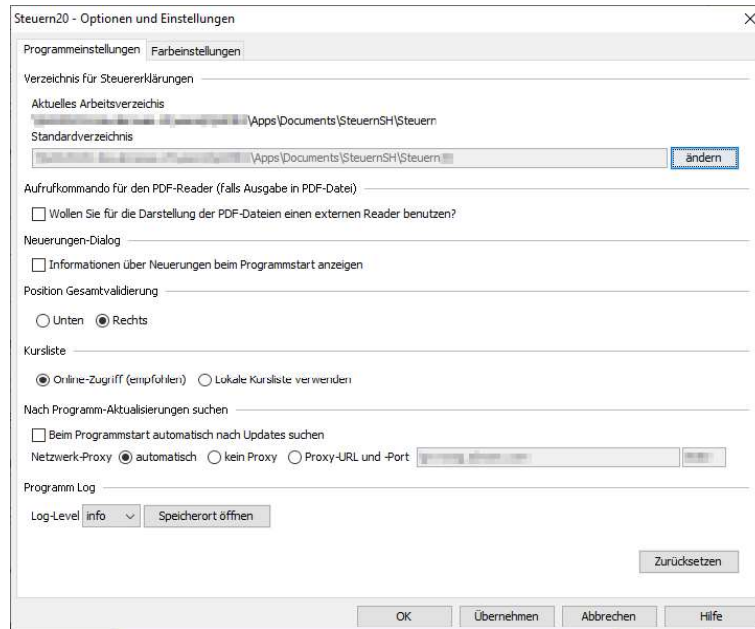 Steuern20 - Optionen und Einstellungen
Programmeinstellungen Farbeinstellungen
Verzeichnis für Steuererklärungen
Aktuelles Arbeitsverzeichis
\Apps\Documents\SteuernSH\Steuern
Standardverzeichnis
\Apps\Documents\SteuernSH\Steuern ändern
Aufrufkommando für den PDF-Reader (falls Ausgabe in PDF-Datei)
Wollen Sie für die Darstellung der PDF-Dateien einen externen Reader benutzen?
Neuerungen-Dialog
Informationen über Neuerungen beim Programmstart anzeigen
Position Gesamtvalidierung
Unten Rechts
Kursliste
Online-Zugriff (empfohlen) Lokale Kursliste verwenden
Nach Programm-Aktualisierungen suchen
Beim Programmstart automatisch nach Updates suchen
Netzwerk-Proxy automatisch kein Proxy Proxy-URL und -Port
Programm Log
Log-Level info Speicherort öffnen
Zurücksetzen
OK Übernehmen Abbrechen Hilfe